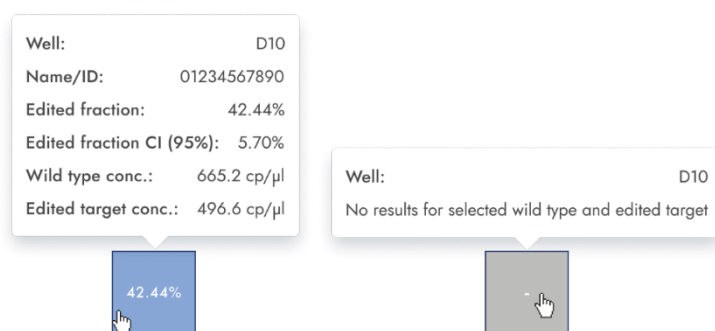 Well: D10
Name/ID: 01234567890
Edited fraction: 42.44%
Edited fraction CI (95%): 5.70%
Wild type conc.: 665.2 cp/µl
Edited target conc.: 496.6 cp/µl
42.44%
Well: D10
No results for selected wild type and edited target
-